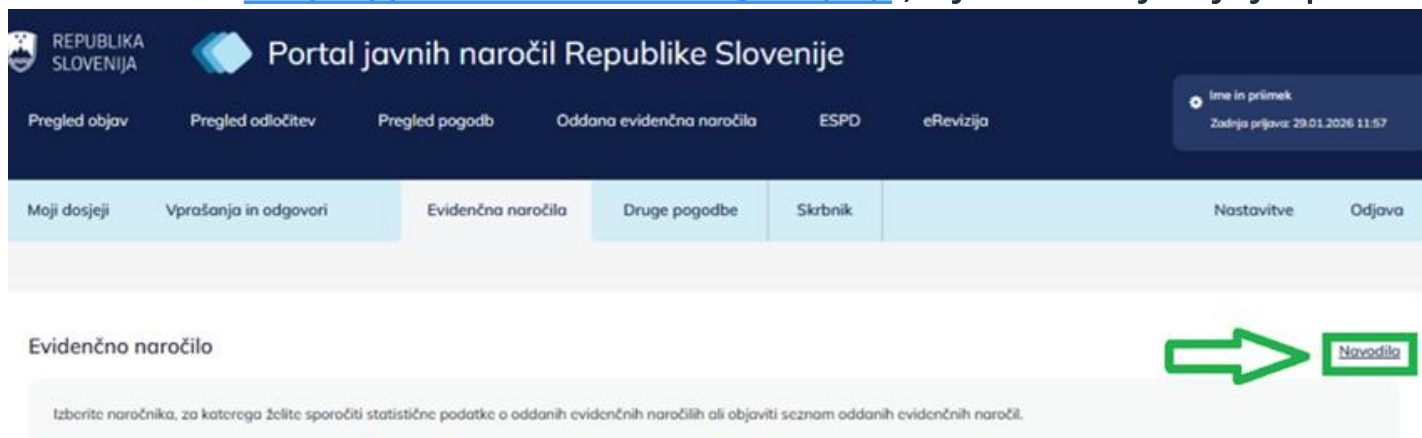 REPUBLIKA
SLOVENIJA
Portal javnih naročil Republike Slovenije
Pregled objav Pregled odločitev Pregled pogodb Oddana evidenčna naročila ESPD eRevizija
Ime in priimek
Zadnja prijava: 29.01.2026 11:57
Moji dosjeji Vprašanja in odgovori Evidenčna naročila Druge pogodbe Skrbnik Nastavitve Odjava
Evidenčno naročilo
Navodila
Izberite naročnika, za katerega želite sporočiti statistične podatke o oddanih evidenčnih naročilih ali objaviti seznam oddanih evidenčnih naročil.